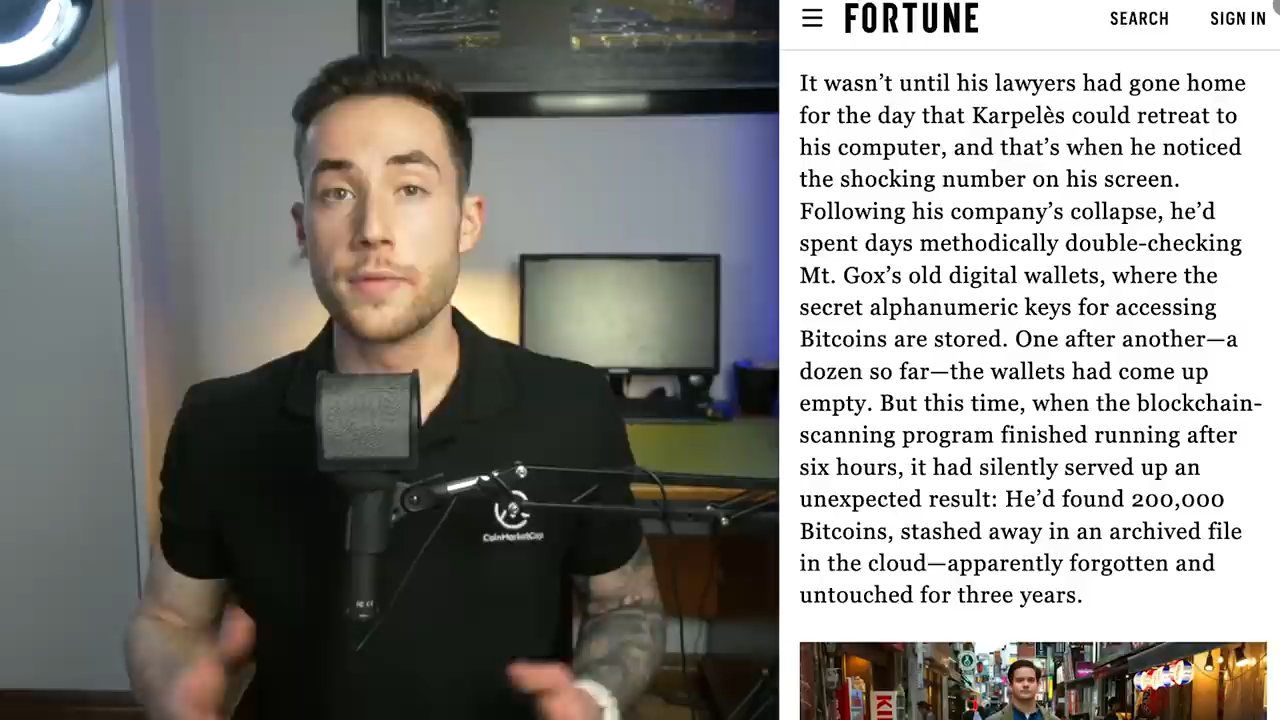 FORTUNE
SEARCH
SIGN IN
It wasn’t until his lawyers had gone home
for the day that Karpelès could retreat to
his computer, and that’s when he noticed
the shocking number on his screen.
Following his company’s collapse, he’d
spent days methodically double-checking
Mt. Gox’s old digital wallets, where the
secret alphanumeric keys for accessing
Bitcoins are stored. One after another—a
dozen so far—the wallets had come up
empty. But this time, when the blockchain-
scanning program finished running after
six hours, it had silently served up an
unexpected result: He’d found 200,000
Bitcoins, stashed away in an archived file
in the cloud—apparently forgotten and
untouched for three years.
CoinMarketCap